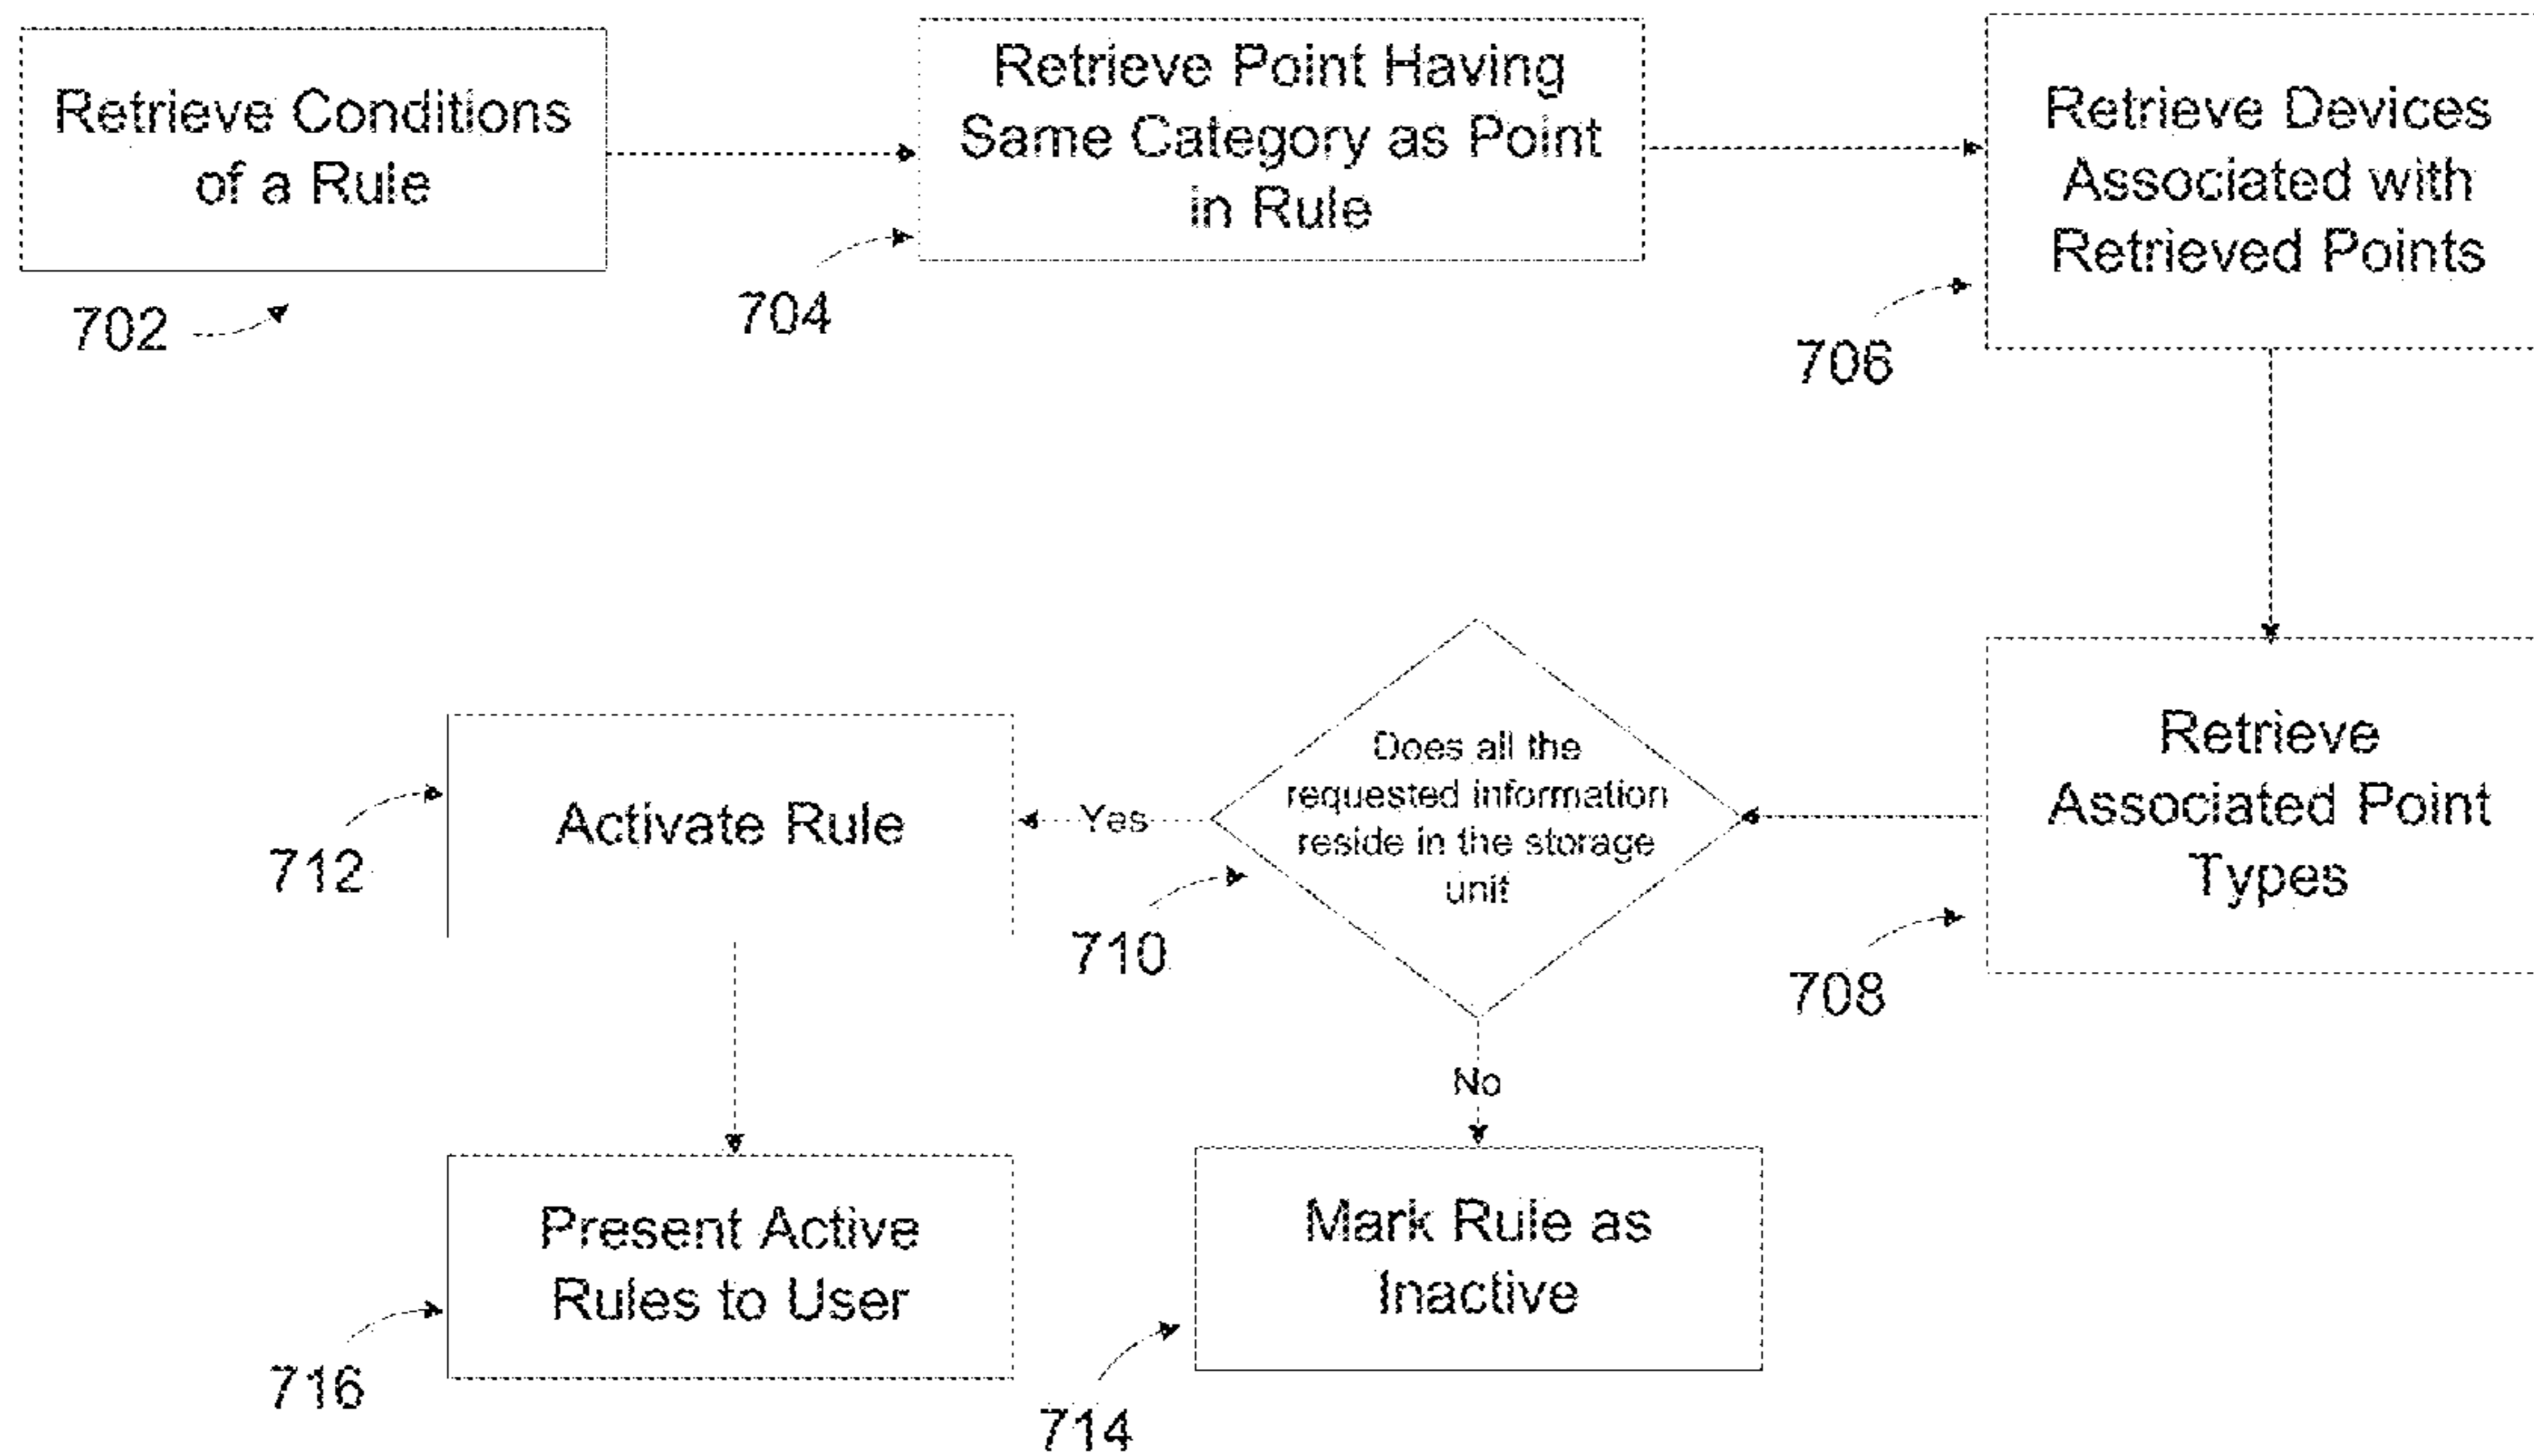 Retrieve Conditions
of a Rule
702
Retrieve Point Having
Same Category as Point
in Rule
704
Retrieve Devices
Associated with
Retrieved Points
706
Retrieve
Associated Point
Types
708
Does all the
requested information
reside in the storage
unit
710
Yes
No
Activate Rule
712
Mark Rule as
Inactive
714
Present Active
Rules to User
716